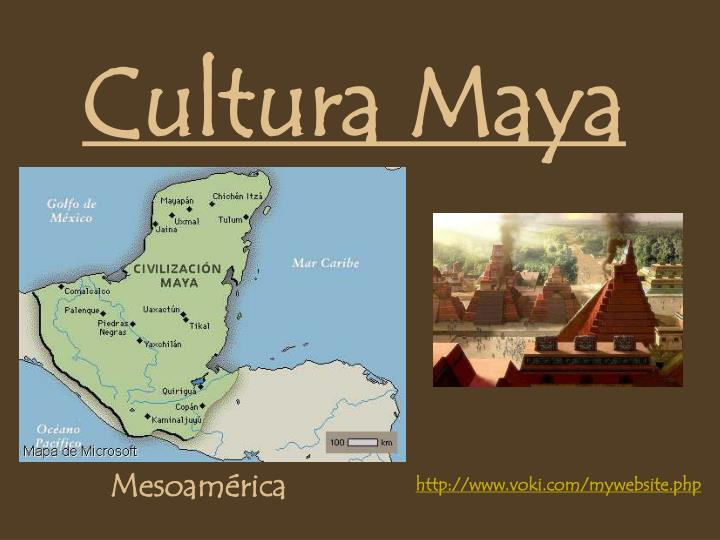 Cultura Maya
Golfo de
México
Mayapán
Chichén Itzá
Uxmal
Tulum
Jaina
Mar Caribe
CIVILIZACIÓN
MAYA
Comalcalco
Palenque
Uaxactún
Piedras
Negras
Tikal
Yaxchilán
Quiriguá
Copán
Kaminaljuyú
Océano
Pacífico
100 km
Mapa de Microsoft
Mesoamérica
http://www.voki.com/mywebsite.php